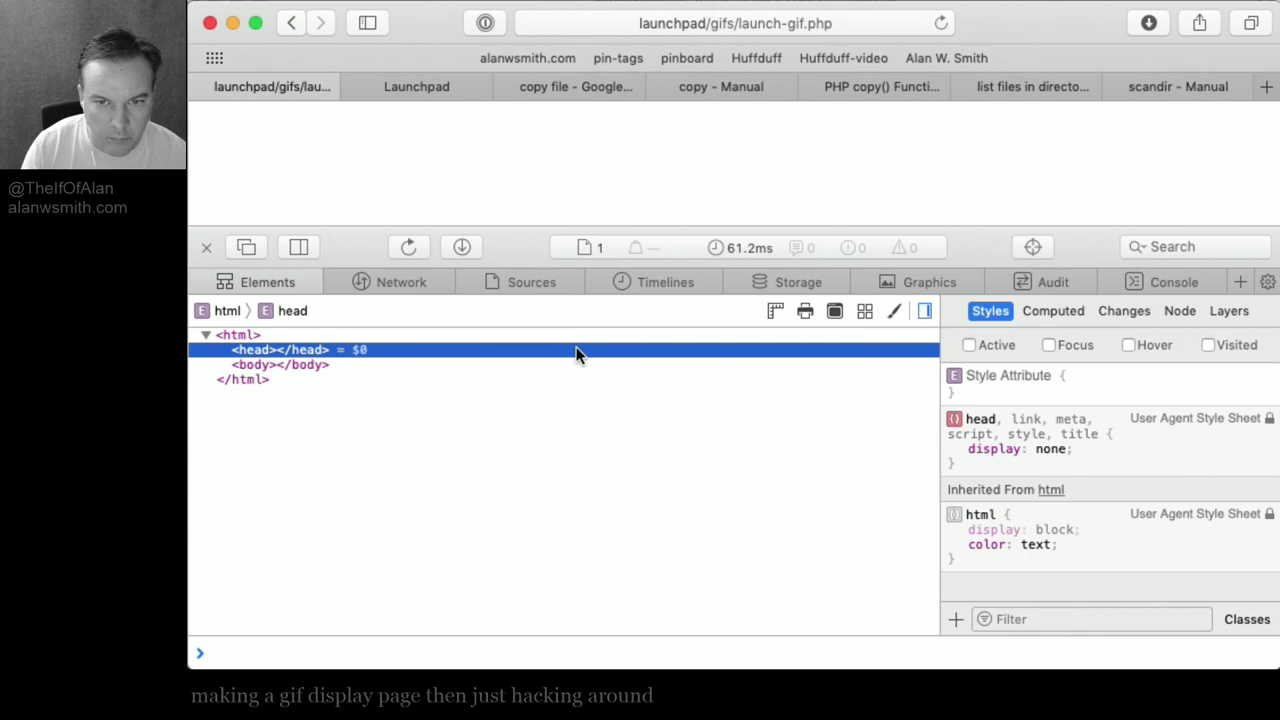 launchpad/gifs/launch-gif.php
alanwsmith.com pin-tags pinboard Huffduff Huffduff-video Alan W. Smith
launchpad/gifs/lau... Launchpad copy file - Google... copy - Manual PHP copy() Functi... list files in directo... scandir - Manual
@TheIfOfAlan
alanwsmith.com
1 — 61.2ms 0 0 0 Search
Elements Network Sources Timelines Storage Graphics Audit Console
E html E head
Styles Computed Changes Node Layers
<html>
<head></head> = $0
<body></body>
</html>
Active Focus Hover Visited
E Style Attribute {
}
head, link, meta, User Agent Style Sheet
script, style, title {
display: none;
}
Inherited From html
html { User Agent Style Sheet
display: block;
color: text;
}
Filter Classes
making a gif display page then just hacking around